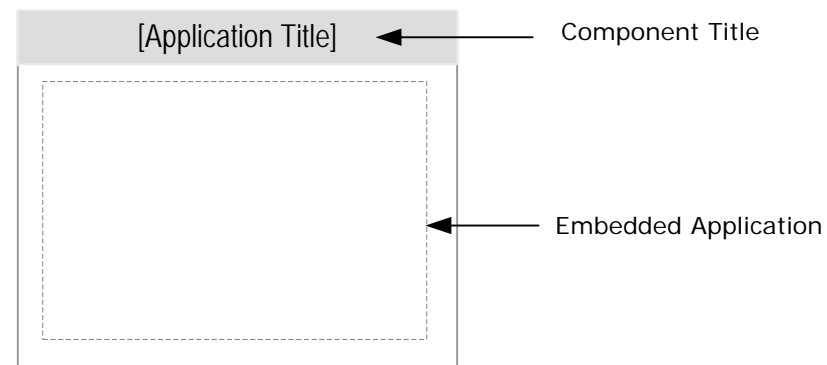 [Application Title]
Component Title
Embedded Application